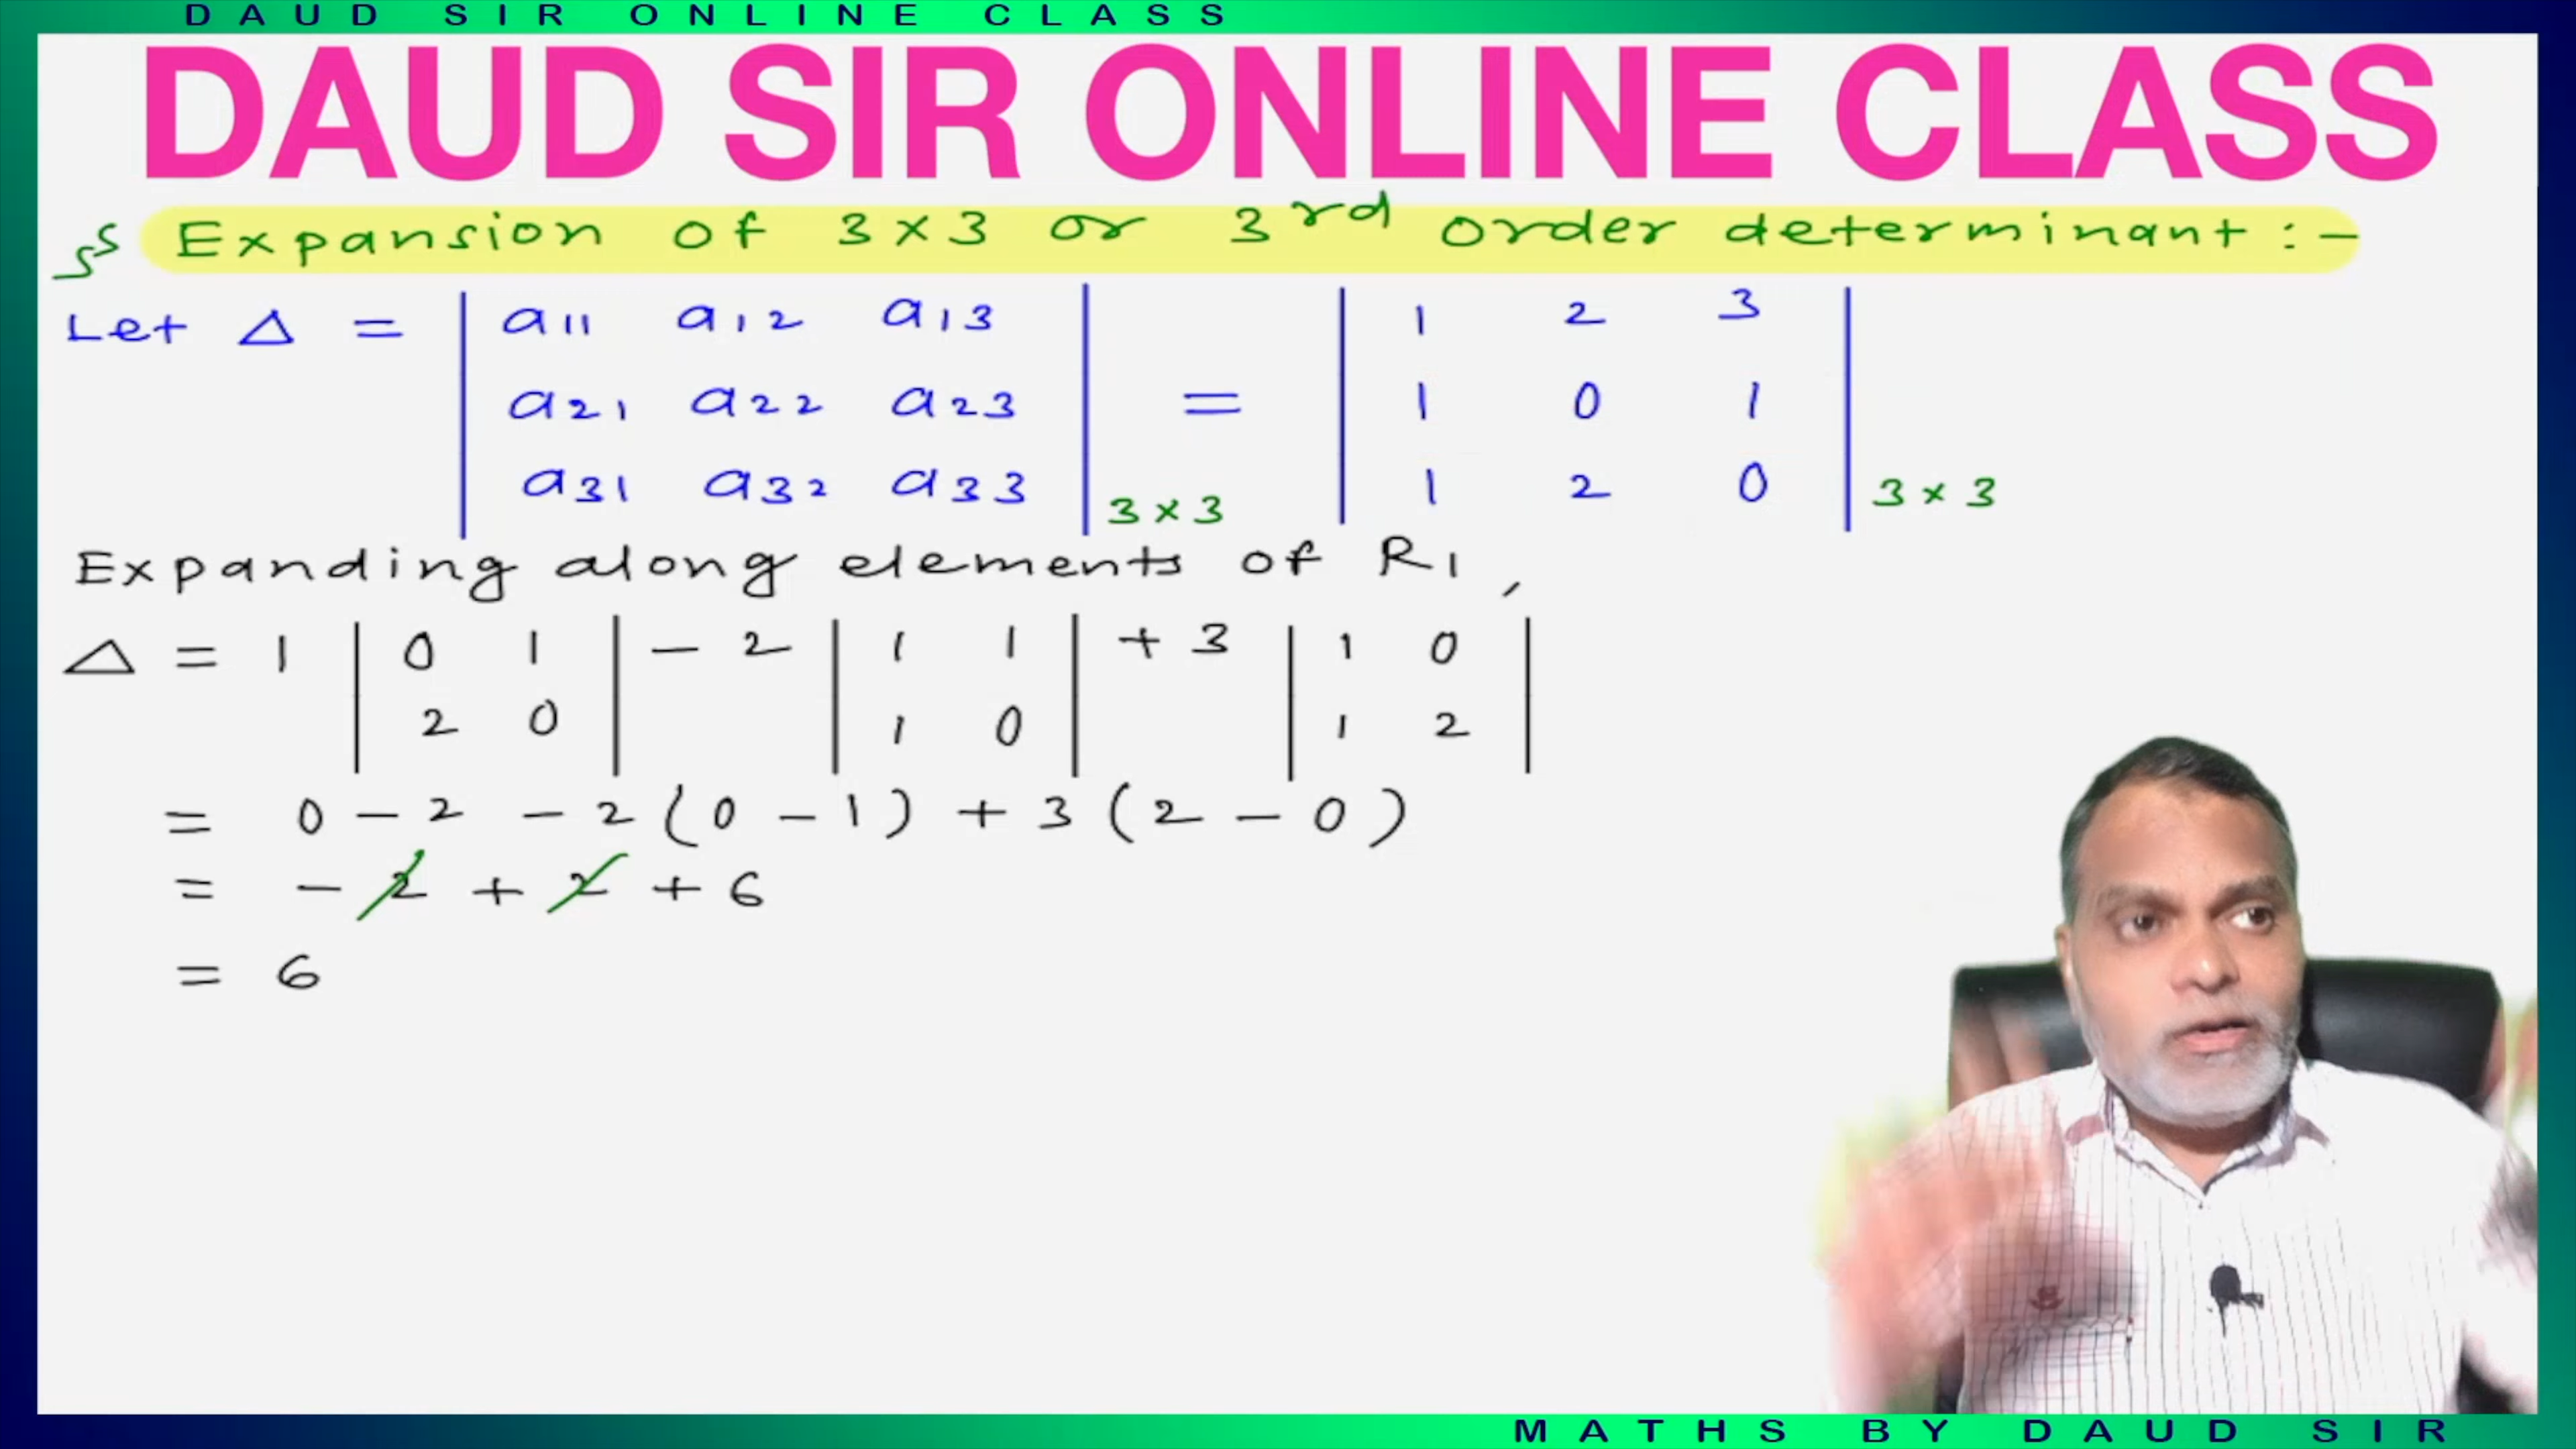 DAUD SIR ONLINE CLASS
DAUD SIR ONLINE CLASS
Expansion of 3×3 or 3rd order determinant :-
Let Δ = | a11 a12 a13 | = | 1 2 3 |
| a21 a22 a23 | | 1 0 1 |
| a31 a32 a33 |3×3 | 1 2 0 |3×3
Expanding along elements of R1,
Δ = 1 | 0 1 | - 2 | 1 1 | + 3 | 1 0 |
| 2 0 | | 1 0 | | 1 2 |
= 0 - 2 - 2 ( 0 - 1 ) + 3 ( 2 - 0 )
= - 2 + 2 + 6
= 6
MATHS BY DAUD SIR